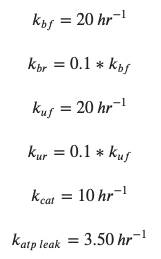 k_bf = 20 hr⁻¹
k_br = 0.1 * k_bf
k_uf = 20 hr⁻¹
k_ur = 0.1 * k_uf
k_cat = 10 hr⁻¹
k_atp leak = 3.50 hr⁻¹